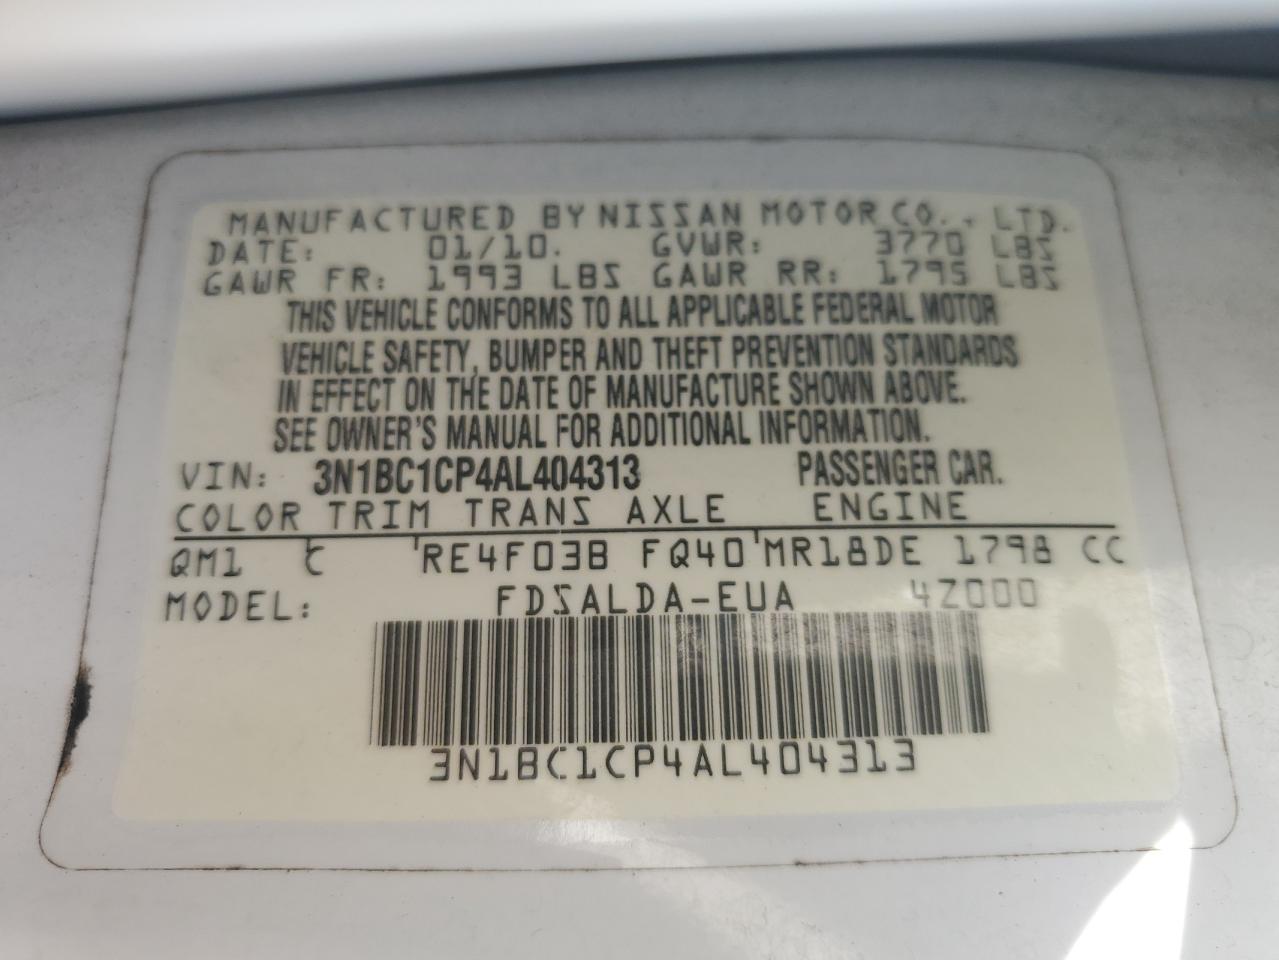 MANUFACTURED BY NISSAN MOTOR CO., LTD.
DATE: 01/10. GVWR: 3770 LBS
GAWR FR: 1993 LBS GAWR RR: 1795 LBS
THIS VEHICLE CONFORMS TO ALL APPLICABLE FEDERAL MOTOR
VEHICLE SAFETY, BUMPER AND THEFT PREVENTION STANDARDS
IN EFFECT ON THE DATE OF MANUFACTURE SHOWN ABOVE.
SEE OWNER'S MANUAL FOR ADDITIONAL INFORMATION.
VIN: 3N1BC1CP4AL404313 PASSENGER CAR.
COLOR TRIM TRANS AXLE ENGINE
QM1 C RE4F03B FQ40 MR18DE 1798 CC
MODEL: FDSALDA-EUA 4Z000
3N1BC1CP4AL404313